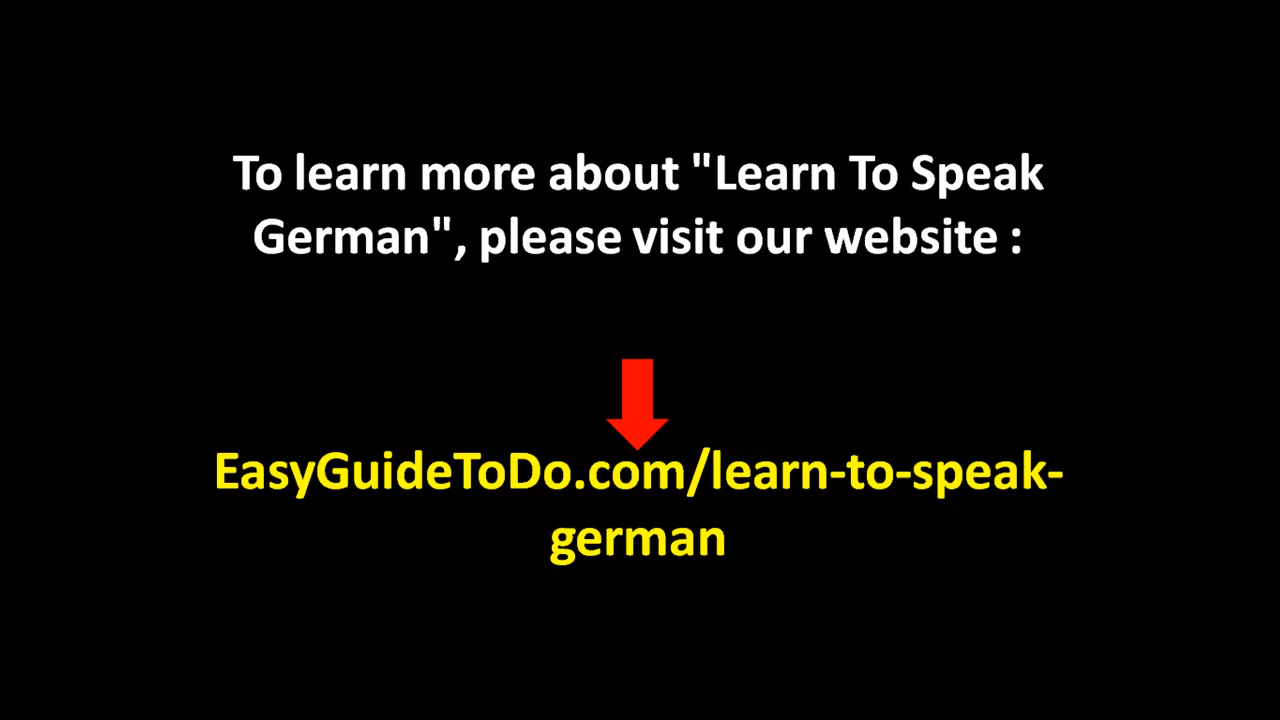 To learn more about "Learn To Speak
German", please visit our website :
EasyGuideToDo.com/learn-to-speak-
german